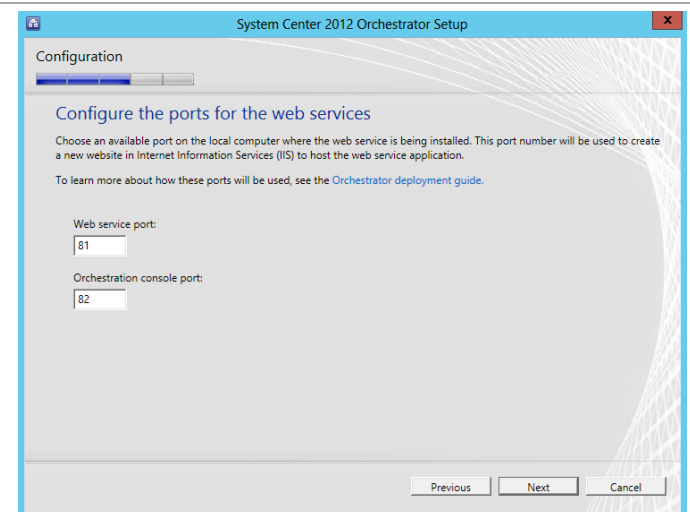 System Center 2012 Orchestrator Setup
x
Configuration
Configure the ports for the web services
Choose an available port on the local computer where the web service is being installed. This port number will be used to create
a new website in Internet Information Services (IIS) to host the web service application.
To learn more about how these ports will be used, see the Orchestrator deployment guide.
Web service port:
81
Orchestration console port:
82
Previous Next Cancel